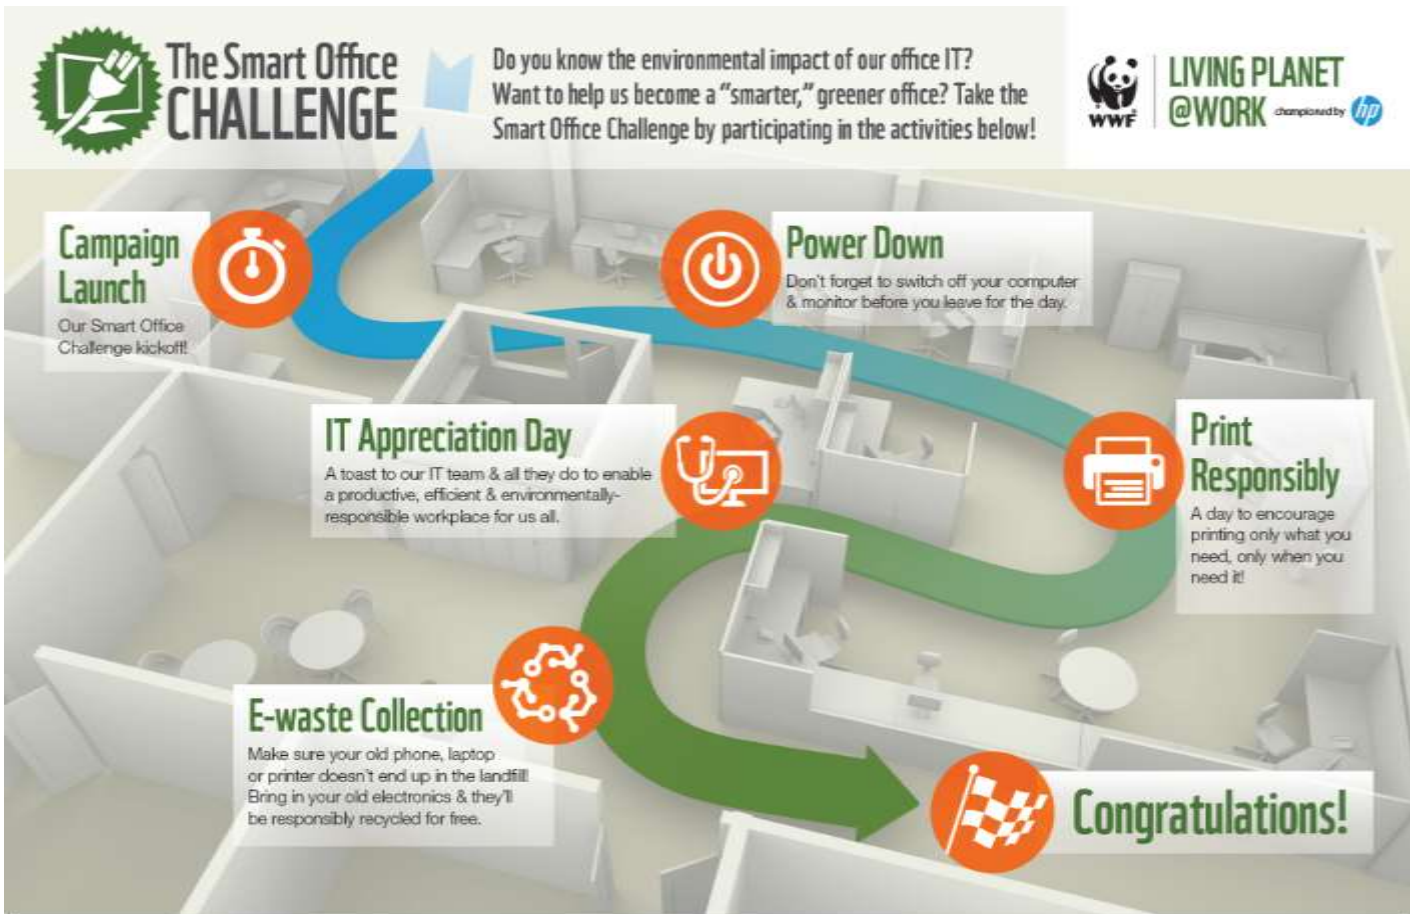 The Smart Office
CHALLENGE
Do you know the environmental impact of our office IT?
Want to help us become a “smarter,” greener office? Take the
Smart Office Challenge by participating in the activities below!
WWF
LIVING PLANET
@WORK championed by hp
Campaign
Launch
Our Smart Office
Challenge kickoff!
Power Down
Don't forget to switch off your computer
& monitor before you leave for the day.
IT Appreciation Day
A toast to our IT team & all they do to enable
a productive, efficient & environmentally-
responsible workplace for us all.
Print
Responsibly
A day to encourage
printing only what you
need, only when you
need it!
E-waste Collection
Make sure your old phone, laptop
or printer doesn't end up in the landfill!
Bring in your old electronics & they'll
be responsibly recycled for free.
Congratulations!